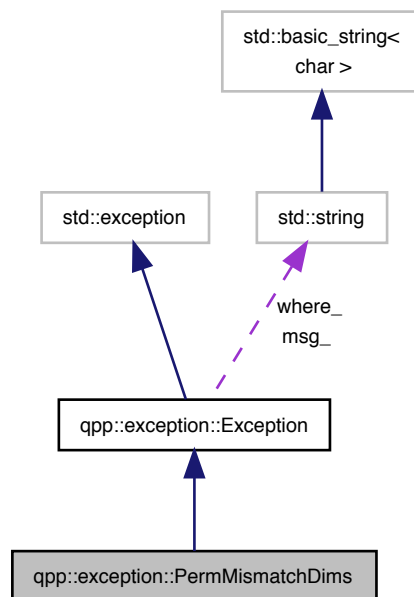 std::basic_string<
char >
std::exception
std::string
where_
msg_
qpp::exception::Exception
qpp::exception::PermMismatchDims